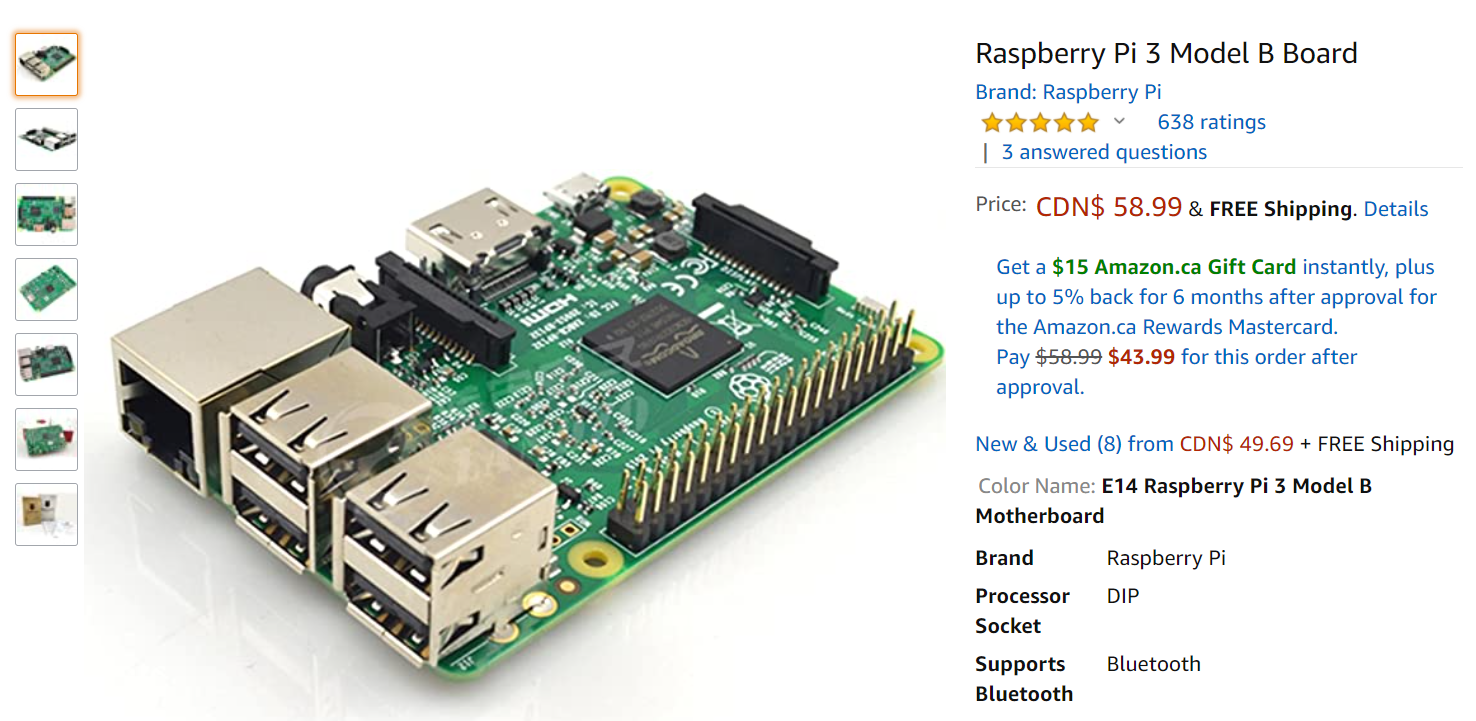 Raspberry Pi 3 Model B Board
Brand: Raspberry Pi
638 ratings
| 3 answered questions
Price: CDN$ 58.99 & FREE Shipping. Details
Get a $15 Amazon.ca Gift Card instantly, plus
up to 5% back for 6 months after approval for
the Amazon.ca Rewards Mastercard.
Pay $58.99 $43.99 for this order after
approval.
New & Used (8) from CDN$ 49.69 + FREE Shipping
Color Name: E14 Raspberry Pi 3 Model B
Motherboard
Brand Raspberry Pi
Processor DIP
Socket
Supports Bluetooth
Bluetooth
HDMI
BROADCOM